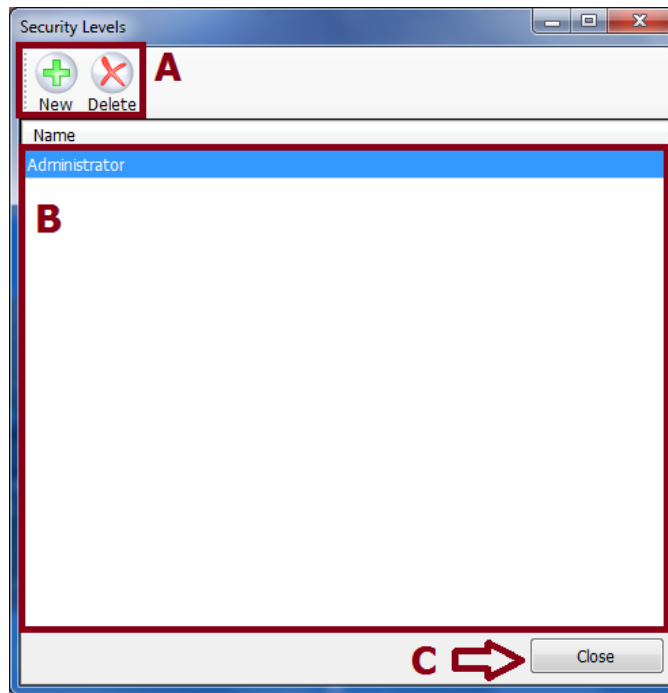 Security Levels
A
New Delete
Name
Administrator
B
C
Close